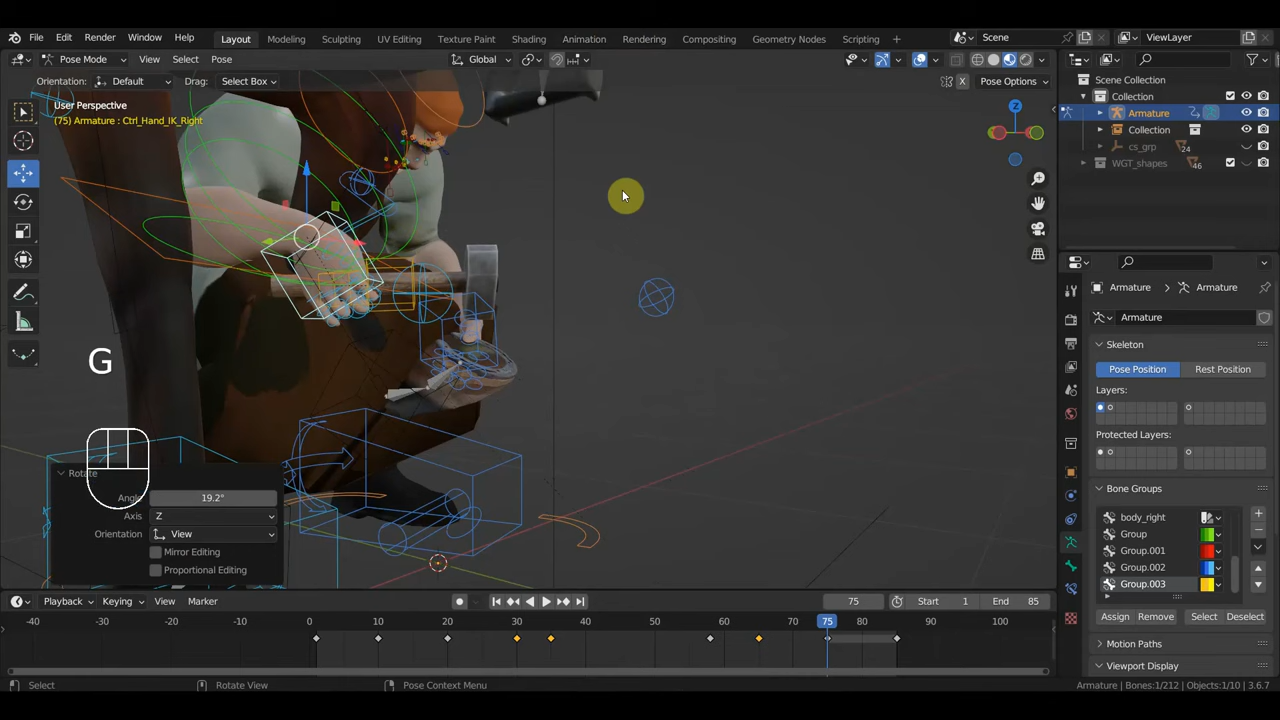 File Edit Render Window Help Layout Modeling Sculpting UV Editing Texture Paint Shading Animation Rendering Compositing Geometry Nodes Scripting + Scene ViewLayer
Pose Mode View Select Pose Global
Orientation: Default Drag: Select Box X Pose Options
User Perspective
(75) Armature : Ctrl_Hand_IK_Right
Z
Scene Collection
Collection
Armature
Collection
cs_grp 24
WGT_shapes 46
G
Armature Armature
Armature
Skeleton
Pose Position Rest Position
Layers:
Protected Layers:
Bone Groups
body_right
Group
Group.001
Group.002
Group.003
Assign Remove Select Deselect
Motion Paths
Viewport Display
Rotate
Angle 19.2°
Axis Z
Orientation View
Mirror Editing
Proportional Editing
Playback Keying View Marker 75 Start 1 End 85
-40 -30 -20 -10 0 10 20 30 40 50 60 70 75 80 90 100
Select Rotate View Pose Context Menu Armature | Bones:1/212 | Objects:1/10 | 3.6.7